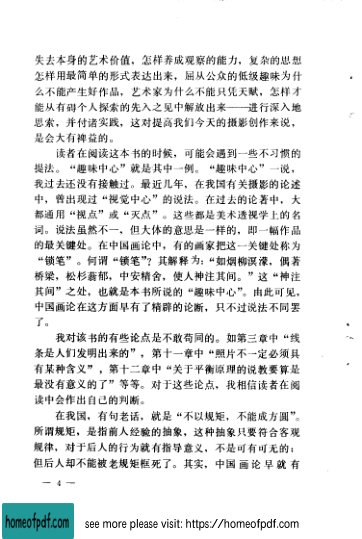 失去本身的艺术价值，怎样养成观察的能力，复杂的思想
怎样用最简单的形式表达出来，屈从公众的低级趣味为什
么不能产生好作品，艺术家为什么不能只凭天赋，怎样才
能从有碍个人探索的先入之见中解放出来——进行深入地
思索，并付诸实践，这对提高我们今天的摄影创作来说，
是会大有裨益的。
读者在阅读这本书的时候，可能会遇到一些不习惯的
提法。“趣味中心”就是其中一例。“趣味中心”一说，
我过去还没有接触过。最近几年，在我国有关摄影的论述
中，曾出现过“视觉中心”的说法。在过去的论著中，大
都通用“视点”或“灭点”。这些都是美术透视学上的名
词。说法虽然不一，但大体的意思是一样的，即一幅作品
的最关键处。在中国画论中，有的画家把这一关键处称为
“锁笔”。何谓“锁笔”？其解释为：“如烟柳溟濛，偶著
桥梁，松杉蓊郁，中安精舍，使人神注其间。”这“神注
其间”之处，也就是本书所说的“趣味中心”。由此可见，
中国画论在这方面早有了精辟的论断，只不过说法不同罢
了。
我对该书的有些论点是不敢苟同的。如第三章中“线
条是人们发明出来的”，第十一章中“照片不一定必须具
有某种含义”，第十二章中“关于平衡原理的说教算是
最没有意义的了”等等。对于这些论点，我相信读者在阅
读中会作出自己的判断。
在我国，有句老话，就是“不以规矩，不能成方圆”。
所谓规矩，是指前人经验的抽象，这种抽象只要符合客观
规律，对于后人的行为就有指导意义，不是可有可无的；
但后人却不能被老规矩框死了。其实，中国画论早就有
— 4 —
homeofpdf.com
see more please visit: https://homeofpdf.com